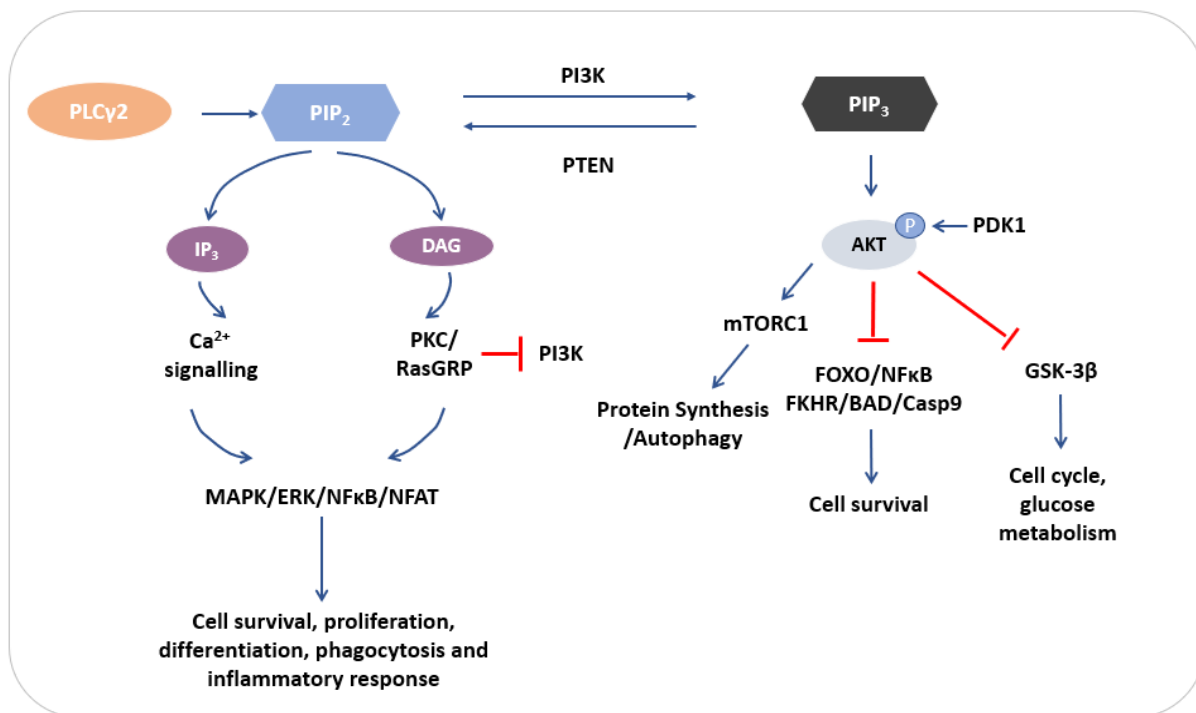 PI3K
PLCγ2
PIP₂
PIP₃
PTEN
IP₃
DAG
AKT
P
PDK1
Ca²⁺
signalling
PKC/
RasGRP
PI3K
mTORC1
FOXO/NFκB
FKHR/BAD/Casp9
GSK-3β
Protein Synthesis
/Autophagy
MAPK/ERK/NFκB/NFAT
Cell survival
Cell cycle,
glucose
metabolism
Cell survival, proliferation,
differentiation, phagocytosis and
inflammatory response